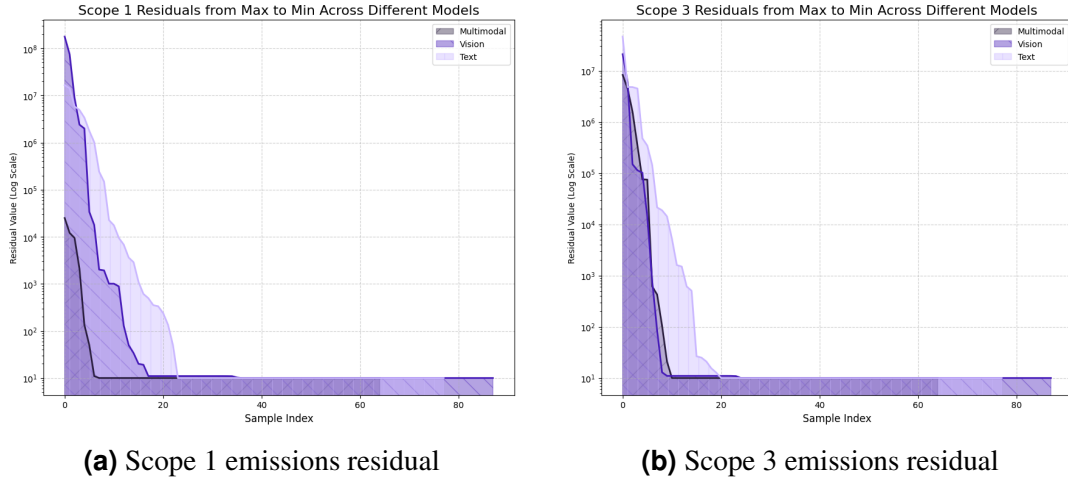 Scope 1 Residuals from Max to Min Across Different Models
Multimodal
Vision
Text
Residual Value (Log Scale)
10⁸
10⁷
10⁶
10⁵
10⁴
10³
10²
10¹
0
20
40
60
80
Sample Index
(a) Scope 1 emissions residual
Scope 3 Residuals from Max to Min Across Different Models
Multimodal
Vision
Text
Residual Value (Log Scale)
10⁷
10⁶
10⁵
10⁴
10³
10²
10¹
0
20
40
60
80
Sample Index
(b) Scope 3 emissions residual